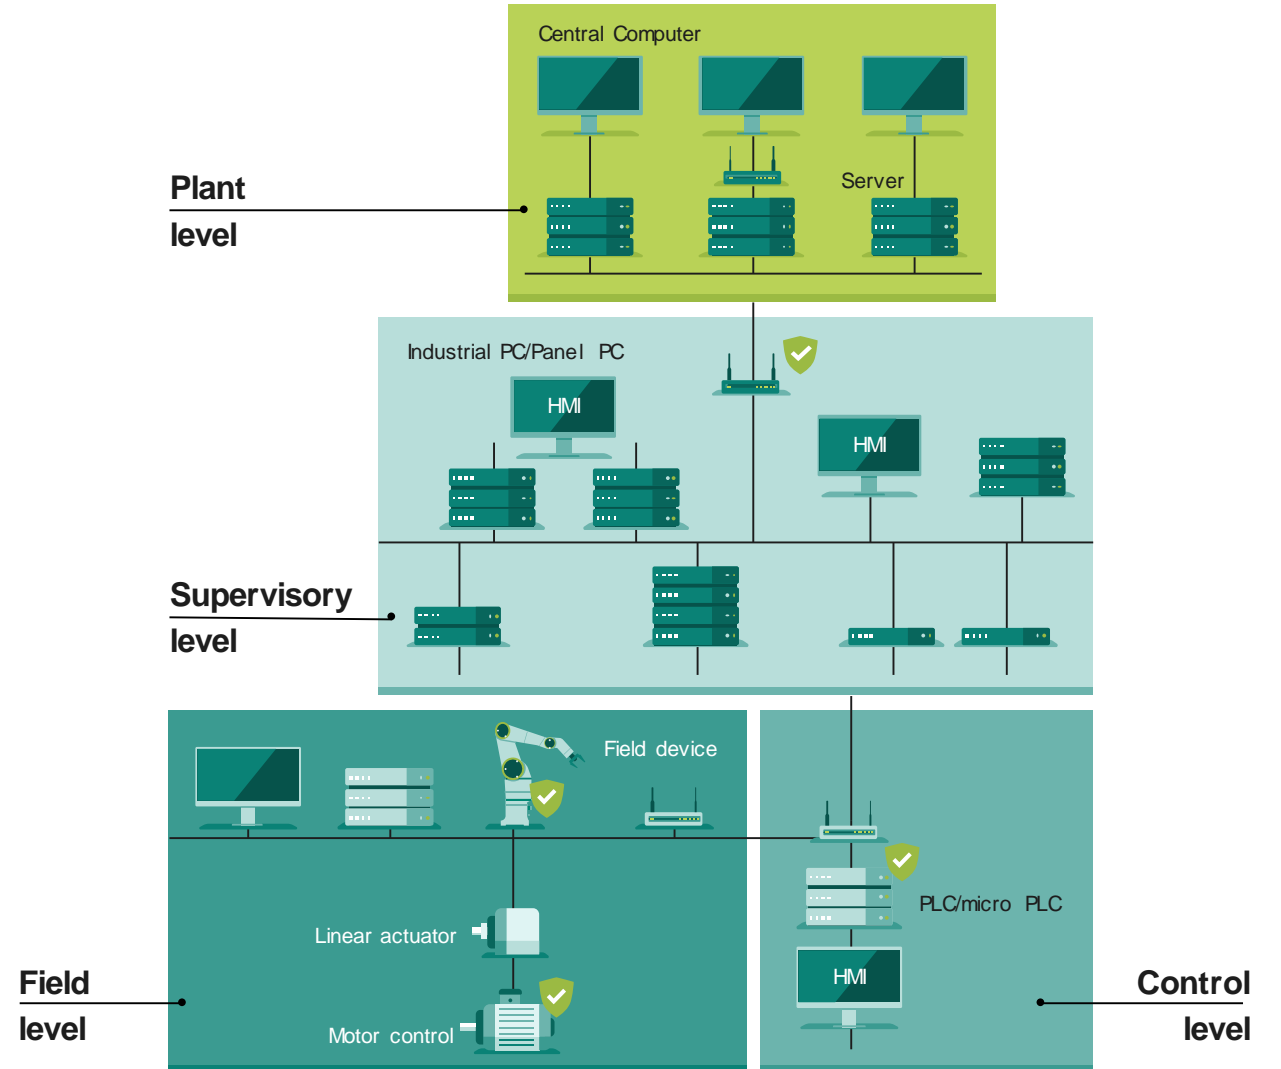 Central Computer
Server
Plant
level
Industrial PC/Panel PC
HMI
HMI
Supervisory
level
Field device
PLC/micro PLC
Linear actuator
HMI
Field
level
Motor control
Control
level